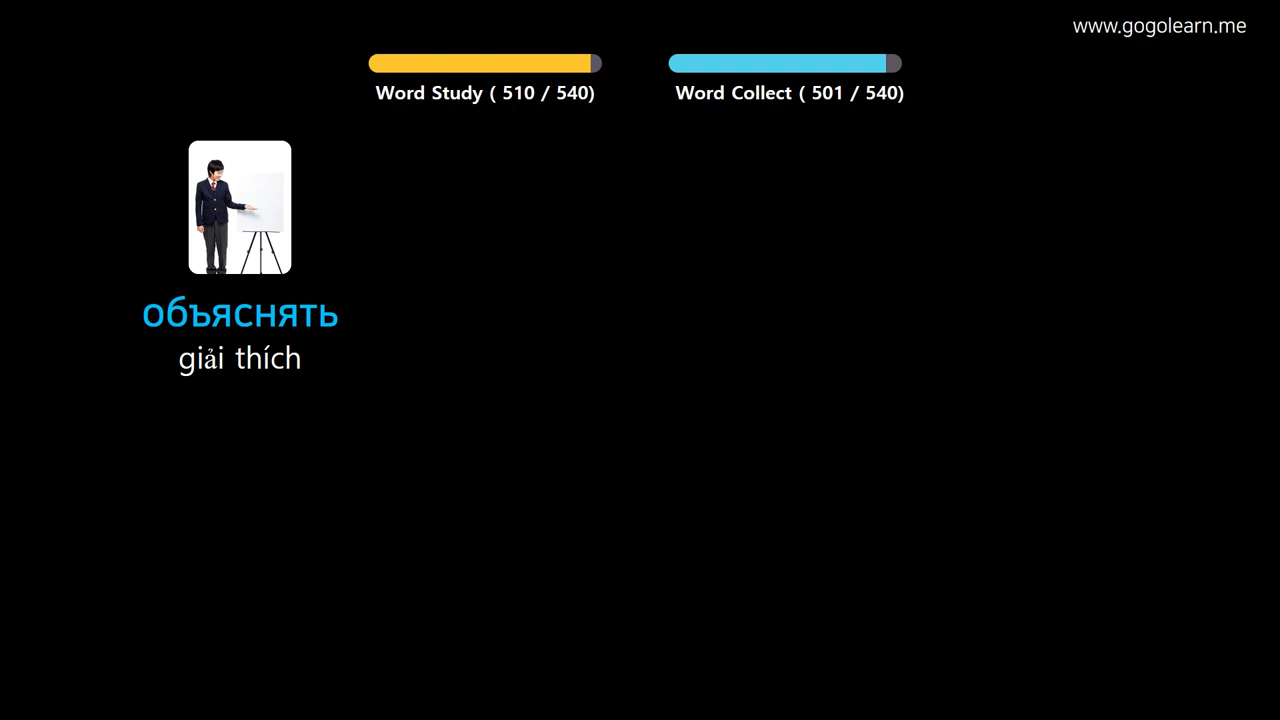 www.gogolearn.me
Word Study ( 510 / 540)
Word Collect ( 501 / 540)
объяснять
giải thích